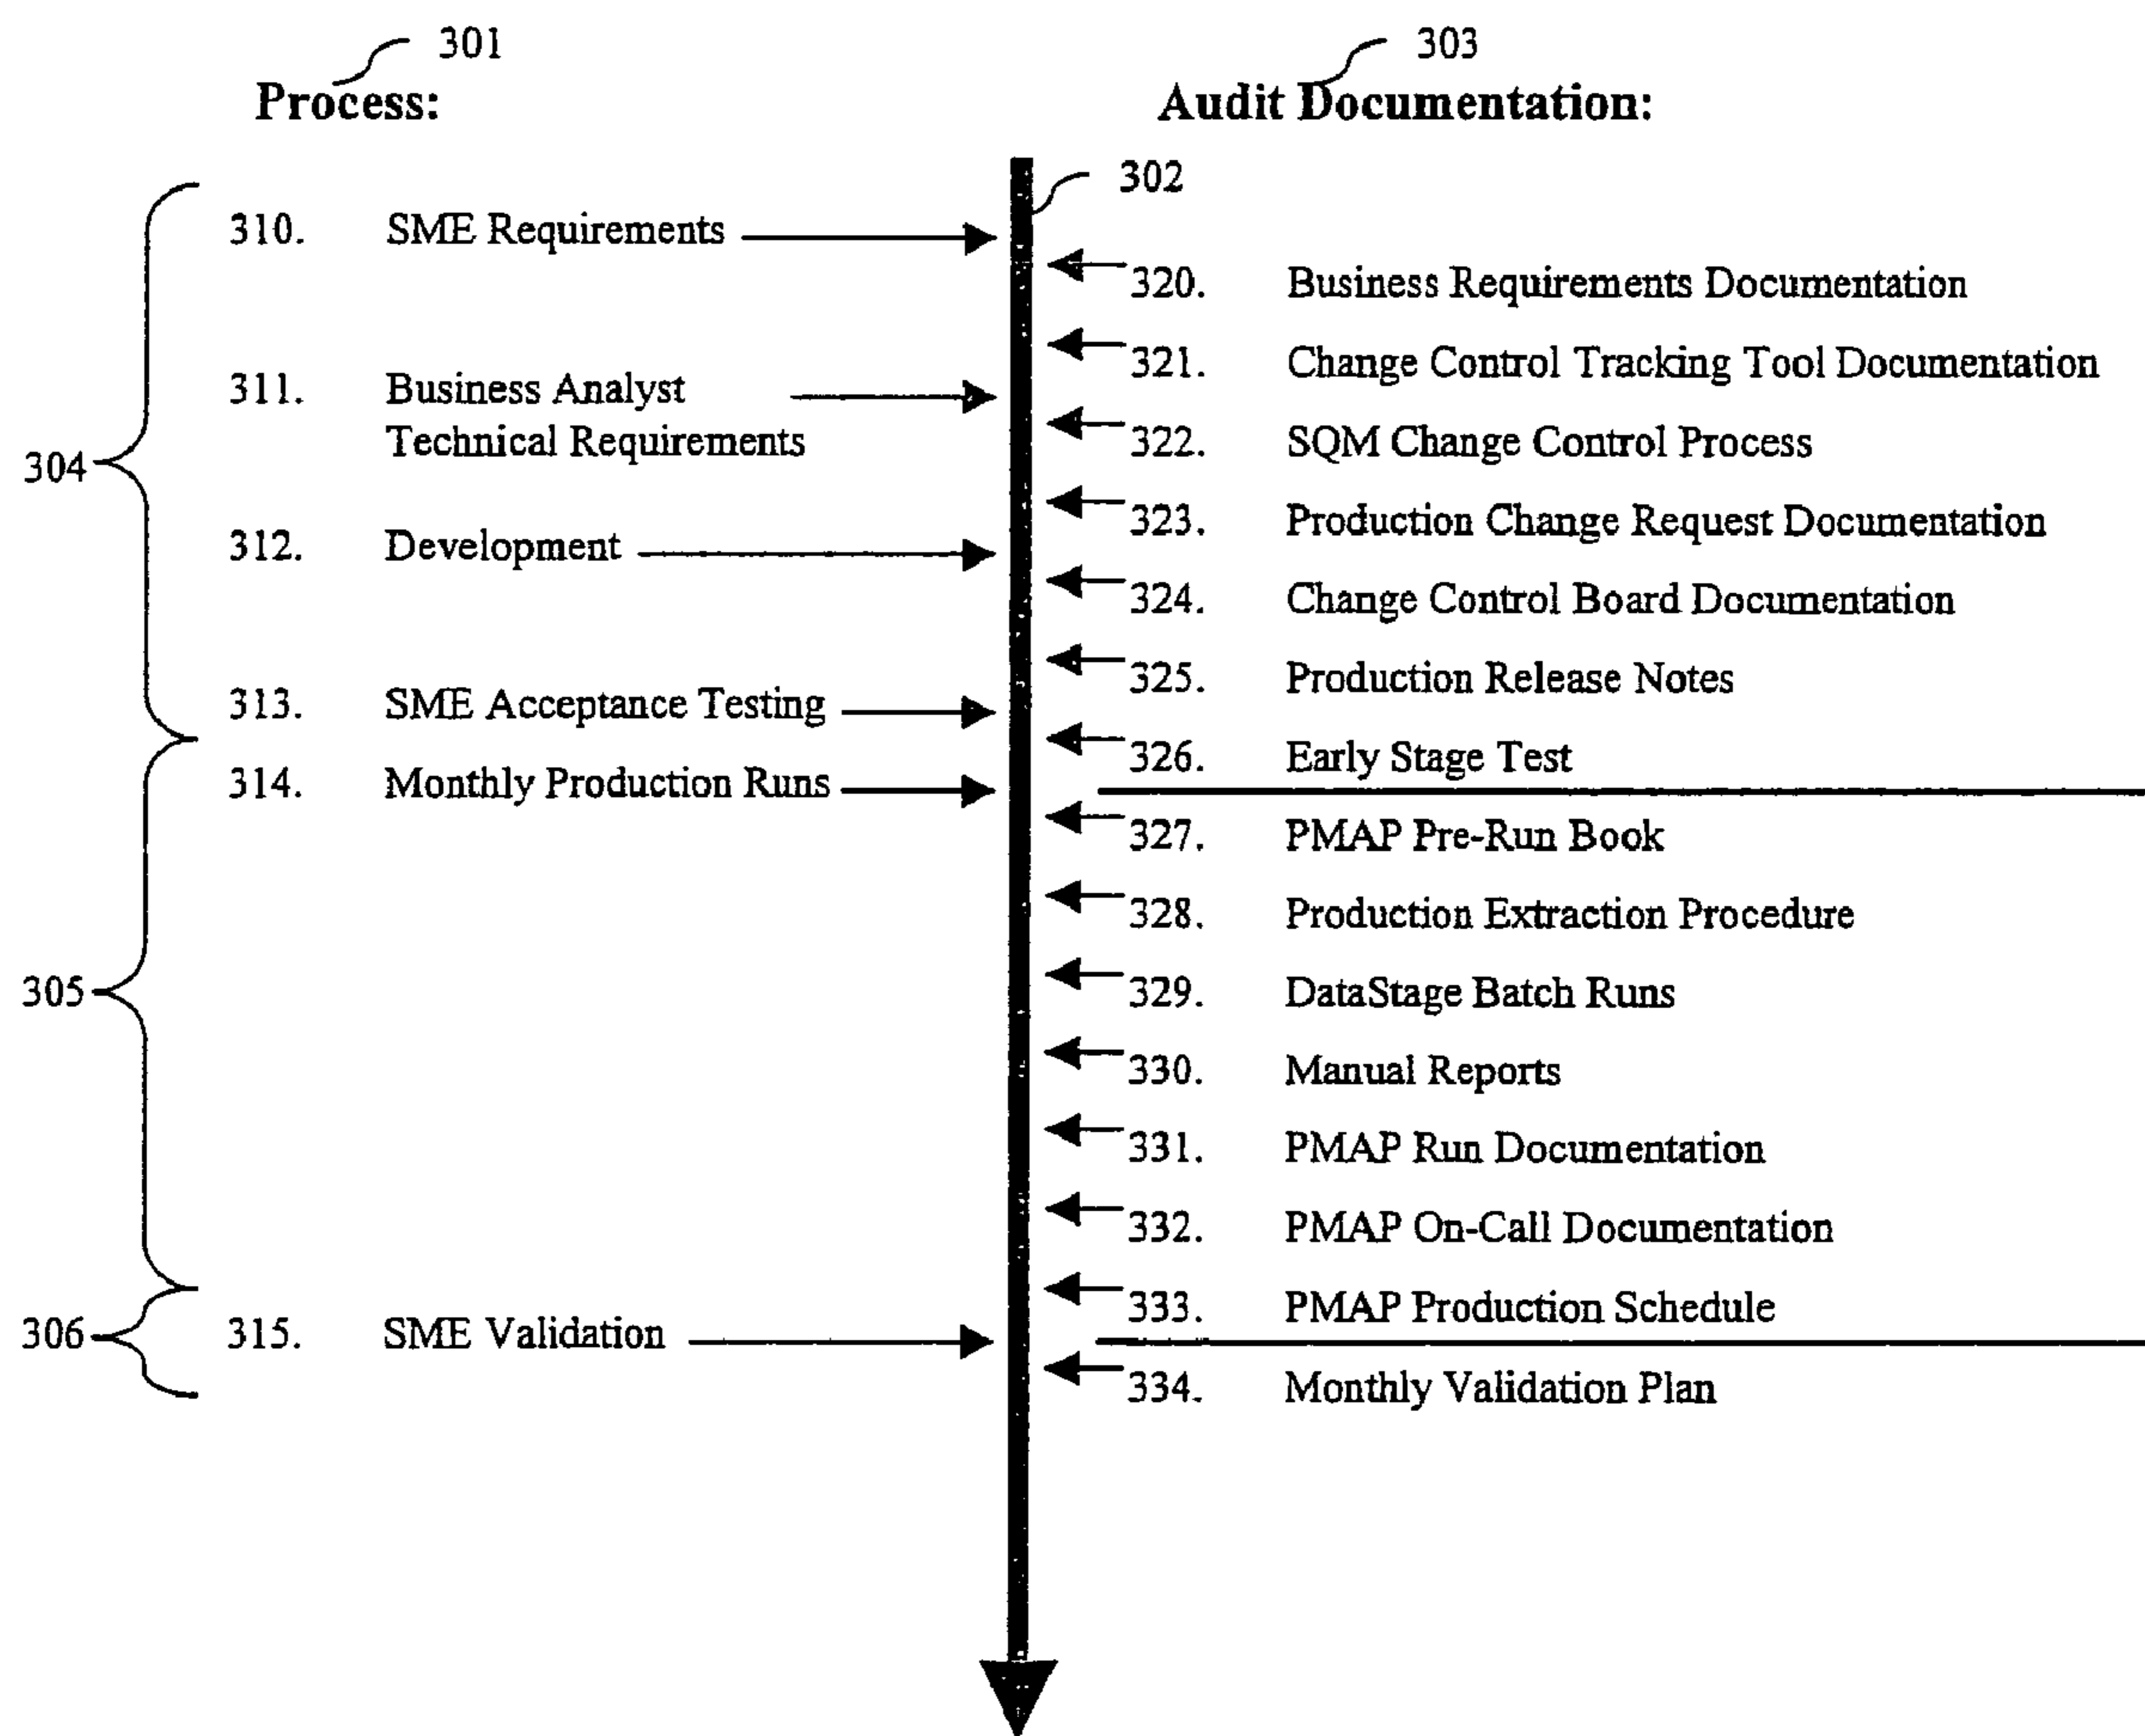 301
Process:
303
Audit Documentation:
302
304
310. SME Requirements
311. Business Analyst
Technical Requirements
312. Development
313. SME Acceptance Testing
305
314. Monthly Production Runs
306
315. SME Validation
320. Business Requirements Documentation
321. Change Control Tracking Tool Documentation
322. SQM Change Control Process
323. Production Change Request Documentation
324. Change Control Board Documentation
325. Production Release Notes
326. Early Stage Test
327. PMAP Pre-Run Book
328. Production Extraction Procedure
329. DataStage Batch Runs
330. Manual Reports
331. PMAP Run Documentation
332. PMAP On-Call Documentation
333. PMAP Production Schedule
334. Monthly Validation Plan